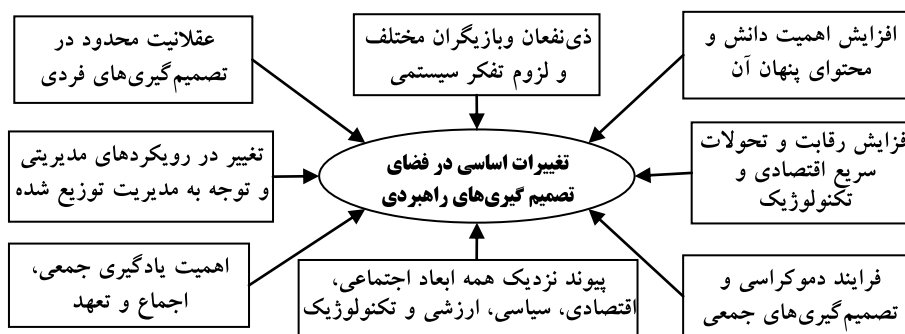 افزایش اهمیت دانش و
محتوای پنهان آن
ذی‌نفعان وبازیگران مختلف
و لزوم تفکر سیستمی
عقلانیت محدود در
تصمیم‌گیری‌های فردی
فزایش رقابت و تحولات
سریع اقتصادی و
تکنولوژیک
تغییرات اساسی در فضای
تصمیم گیری‌های راهبردی
تغییر در رویکردهای مدیریتی
و توجه به مدیریت توزیع شده
فرایند دموکراسی و
تصمیم‌گیری‌های جمعی
پیوند نزدیک همه ابعاد اجتماعی،
اقتصادی، سیاسی، ارزشی و تکنولوژیک
اهمیت یادگیری جمعی،
اجماع و تعهد